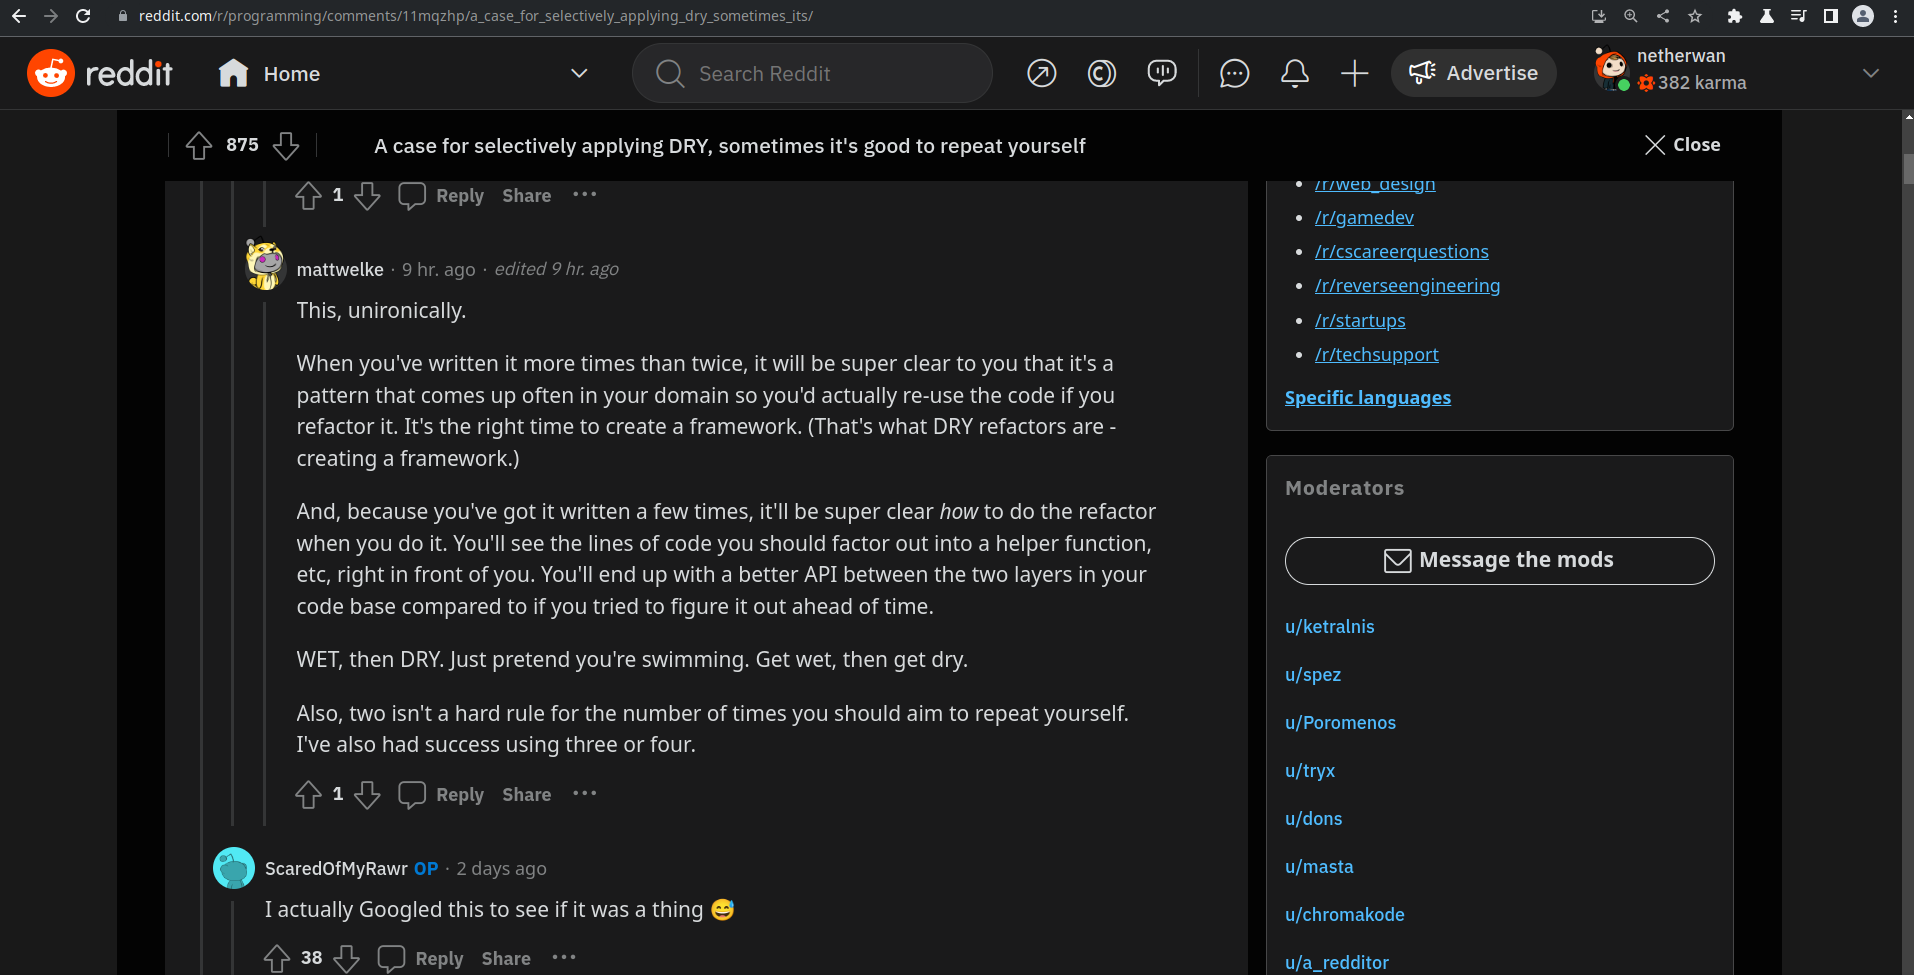 reddit.com/r/programming/comments/11mqzhp/a_case_for_selectively_applying_dry_sometimes_its/
reddit
Home
Search Reddit
Advertise
netherwan
382 karma
875
A case for selectively applying DRY, sometimes it's good to repeat yourself
Close
1
Reply
Share
mattwelke · 9 hr. ago · edited 9 hr. ago
This, unironically.
When you've written it more times than twice, it will be super clear to you that it's a
pattern that comes up often in your domain so you'd actually re-use the code if you
refactor it. It's the right time to create a framework. (That's what DRY refactors are -
creating a framework.)
And, because you've got it written a few times, it'll be super clear how to do the refactor
when you do it. You'll see the lines of code you should factor out into a helper function,
etc, right in front of you. You'll end up with a better API between the two layers in your
code base compared to if you tried to figure it out ahead of time.
WET, then DRY. Just pretend you're swimming. Get wet, then get dry.
Also, two isn't a hard rule for the number of times you should aim to repeat yourself.
I've also had success using three or four.
1
Reply
Share
ScaredOfMyRawr OP · 2 days ago
I actually Googled this to see if it was a thing 😅
38
Reply
Share
/r/web_design
/r/gamedev
/r/cscareerquestions
/r/reverseengineering
/r/startups
/r/techsupport
Specific languages
Moderators
Message the mods
u/ketralnis
u/spez
u/Poromenos
u/tryx
u/dons
u/masta
u/chromakode
u/a_redditor